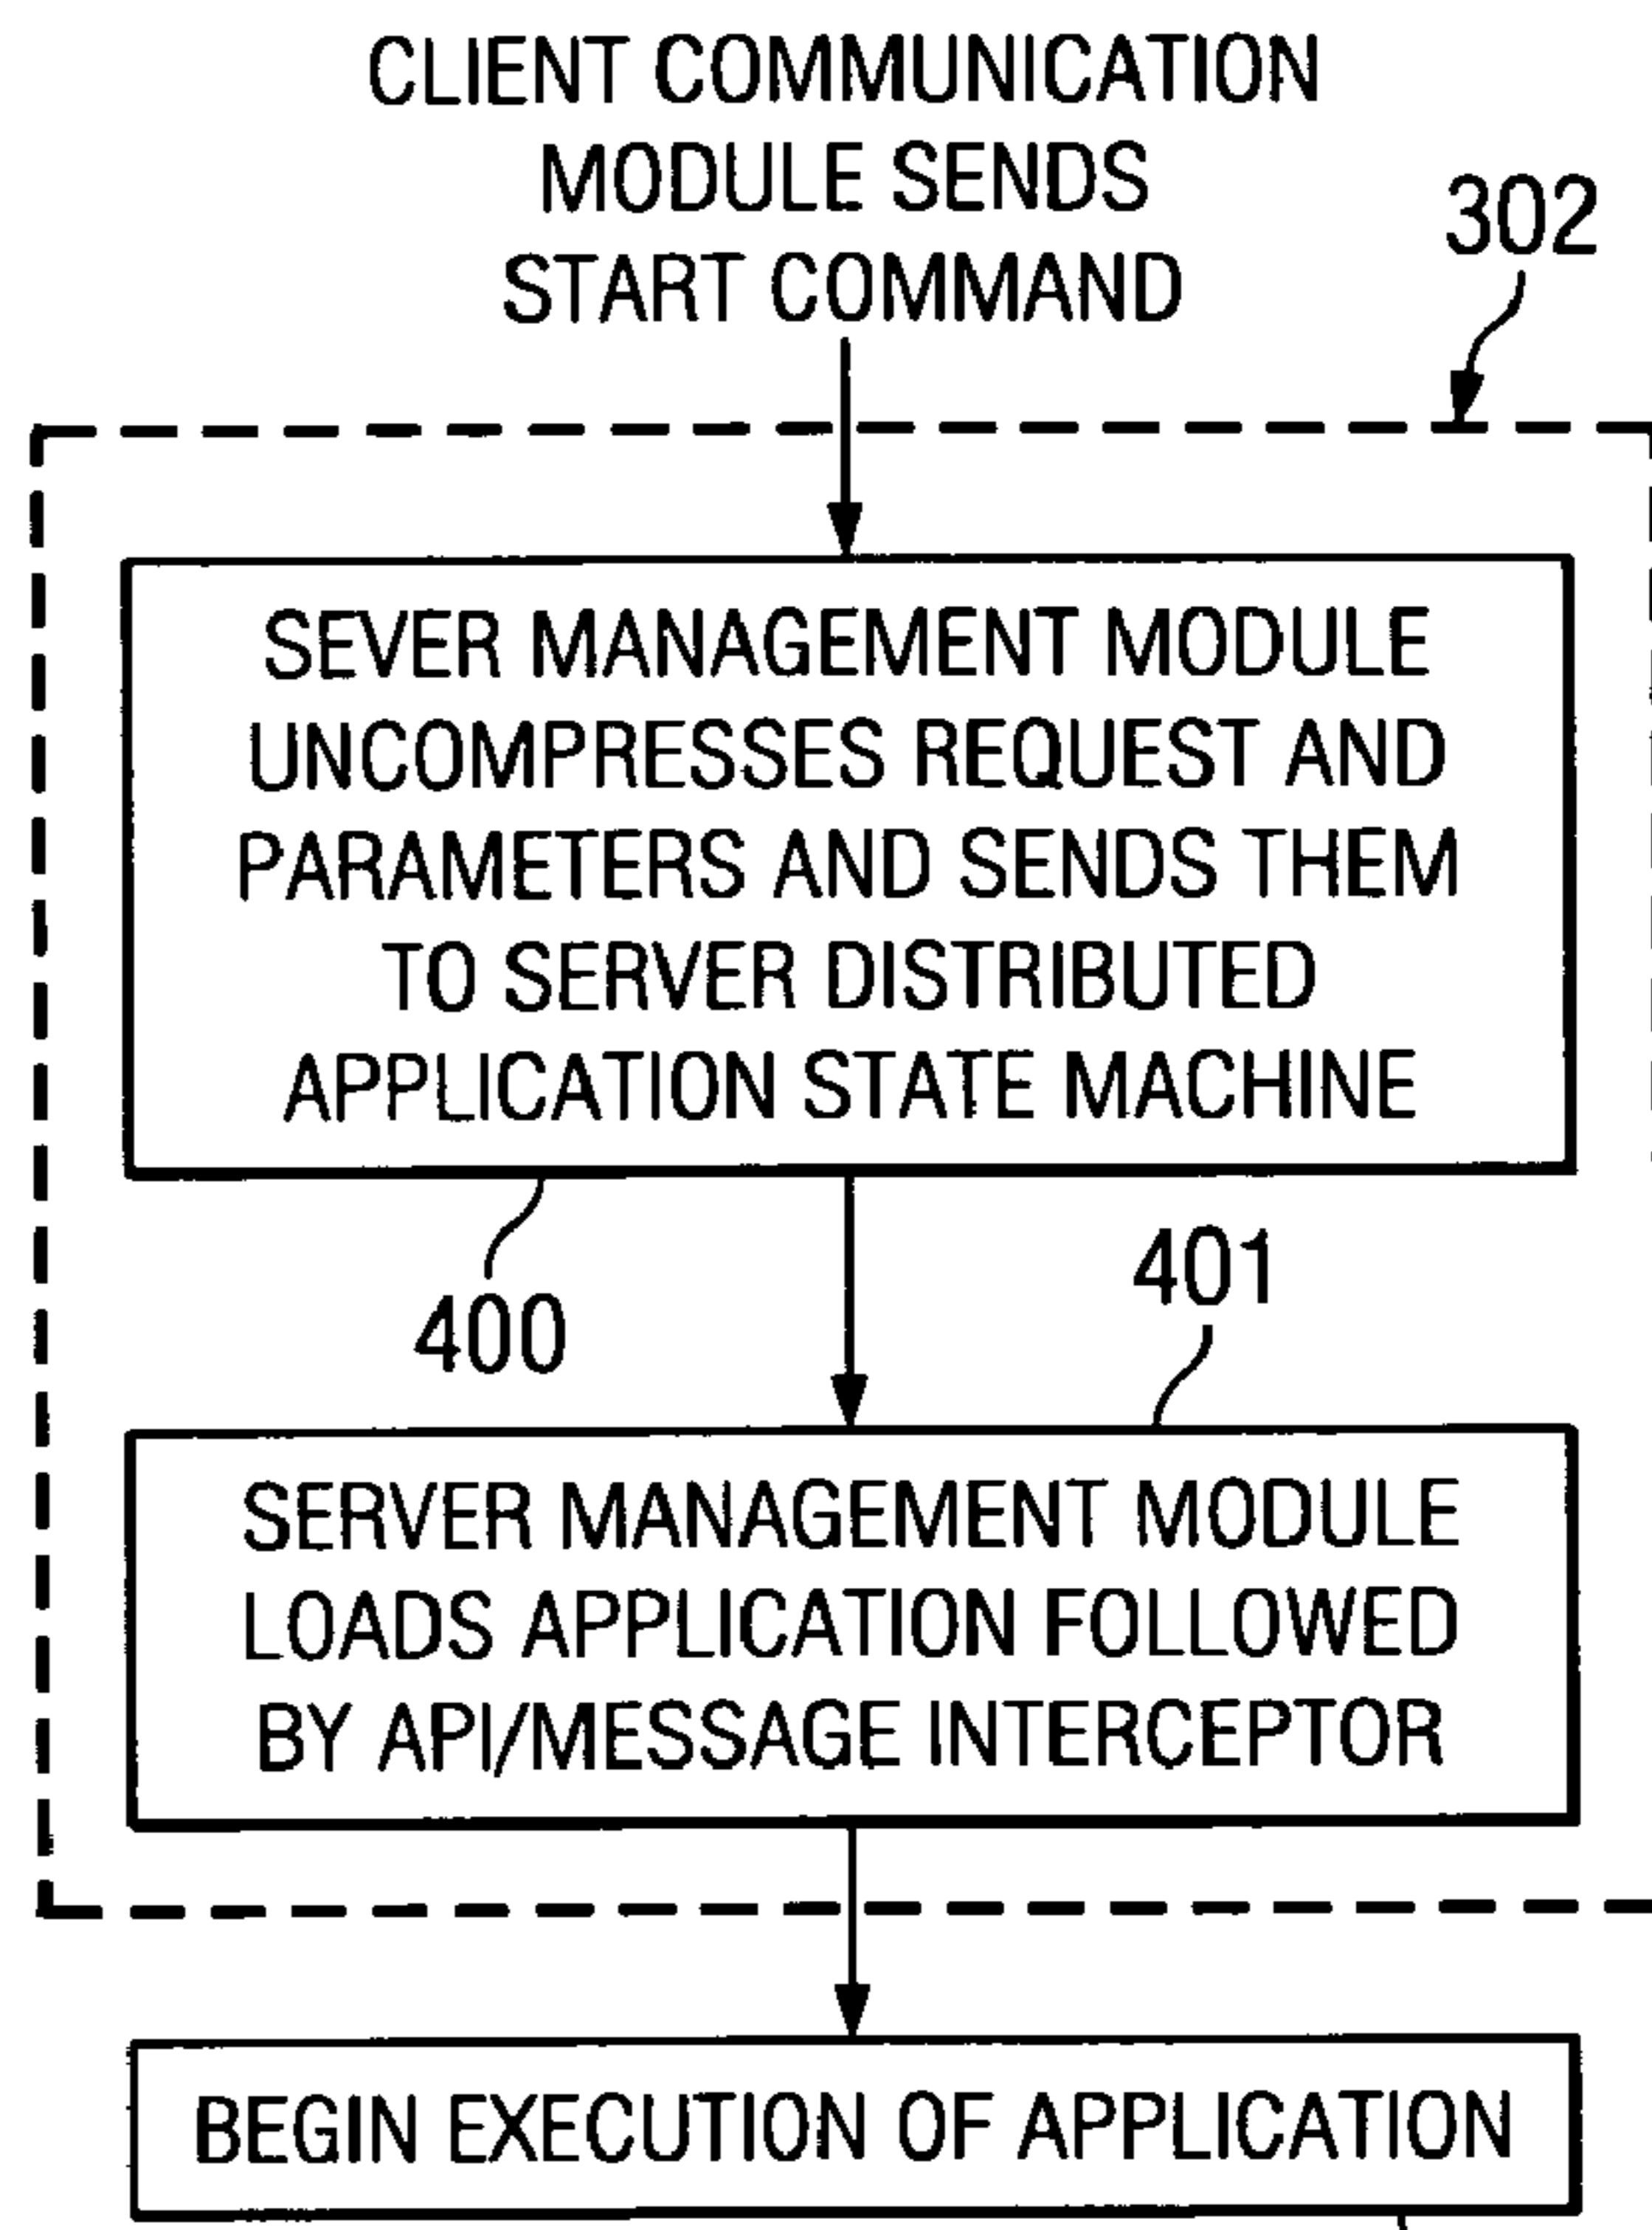 CLIENT COMMUNICATION
MODULE SENDS
START COMMAND
302
SEVER MANAGEMENT MODULE
UNCOMPRESSES REQUEST AND
PARAMETERS AND SENDS THEM
TO SERVER DISTRIBUTED
APPLICATION STATE MACHINE
400
401
SERVER MANAGEMENT MODULE
LOADS APPLICATION FOLLOWED
BY API/MESSAGE INTERCEPTOR
BEGIN EXECUTION OF APPLICATION